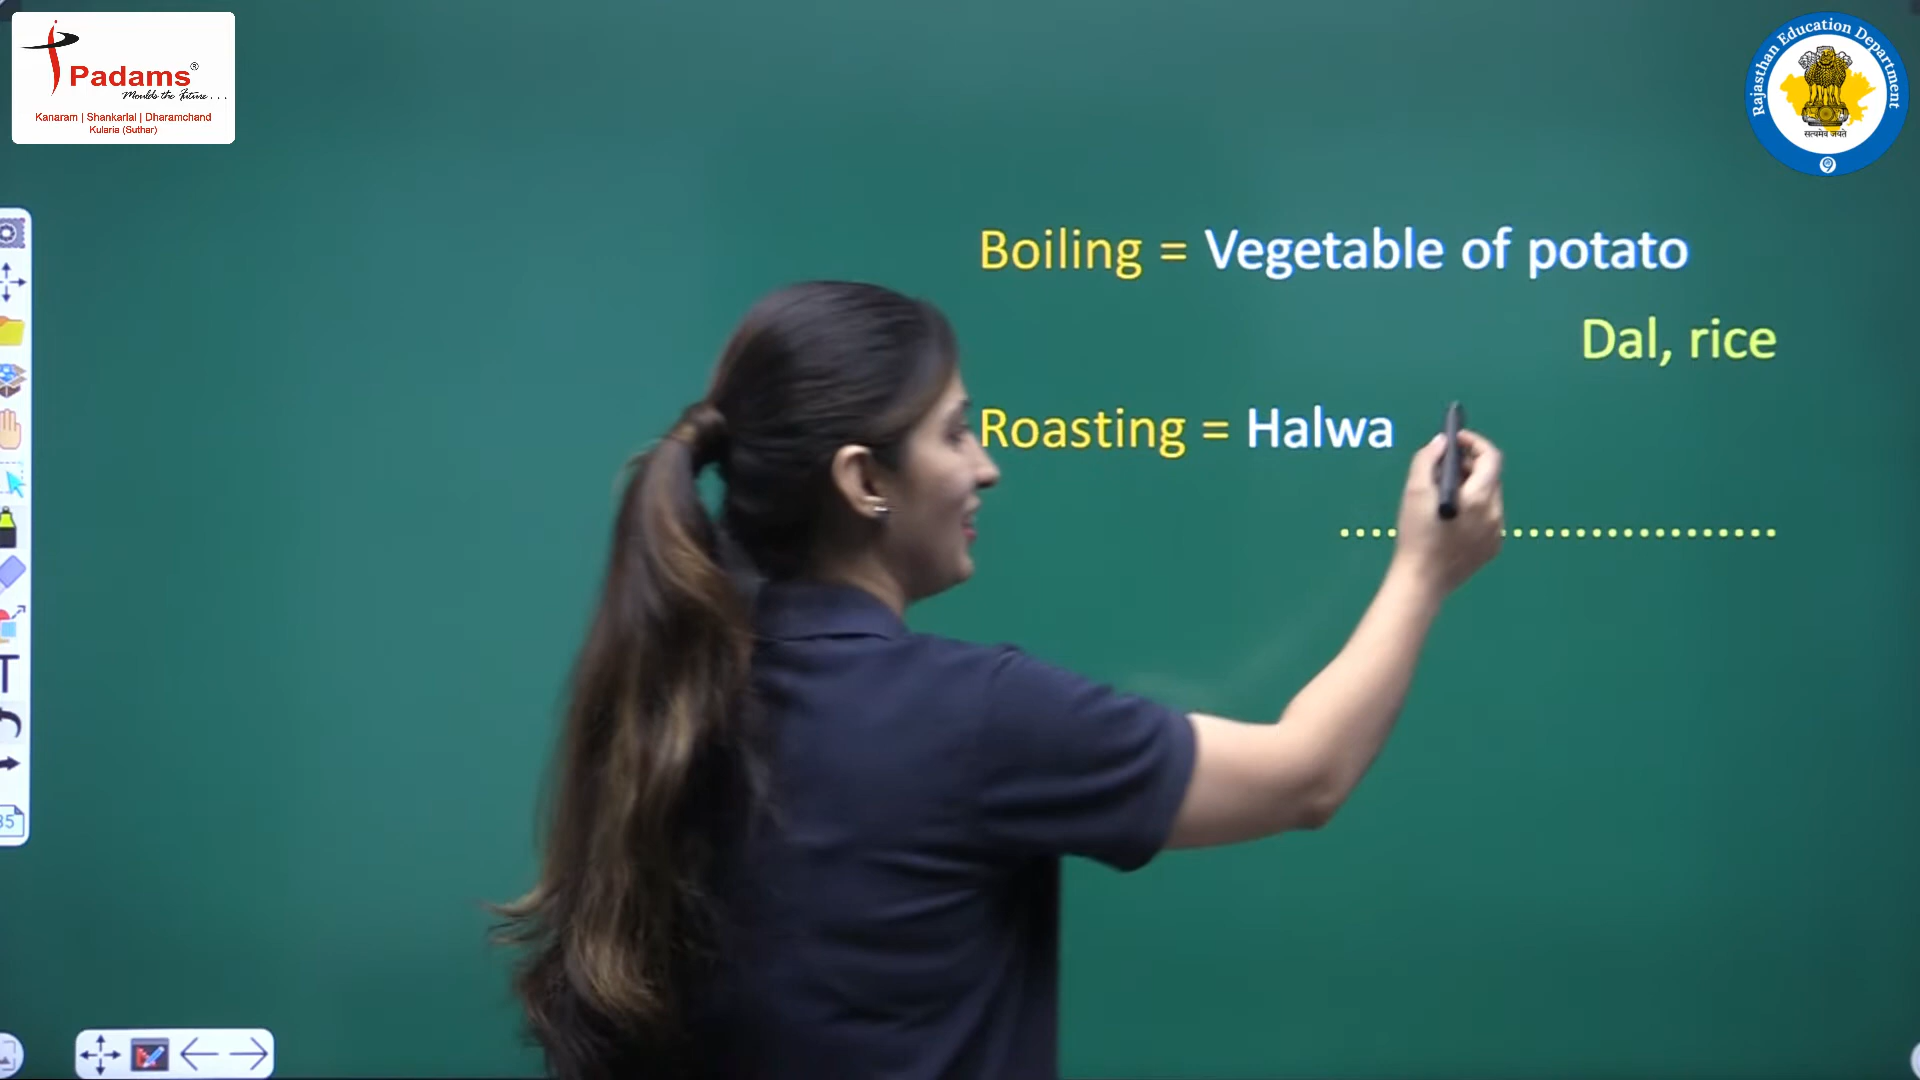 Padams®
Moulds the Future...
Kanaram | Shankarlal | Dharamchand
Kularia (Suthar)
Rajasthan Education Department
सत्यमेव जयते
Boiling = Vegetable of potato
Dal, rice
Roasting = Halwa
....................................
T
35